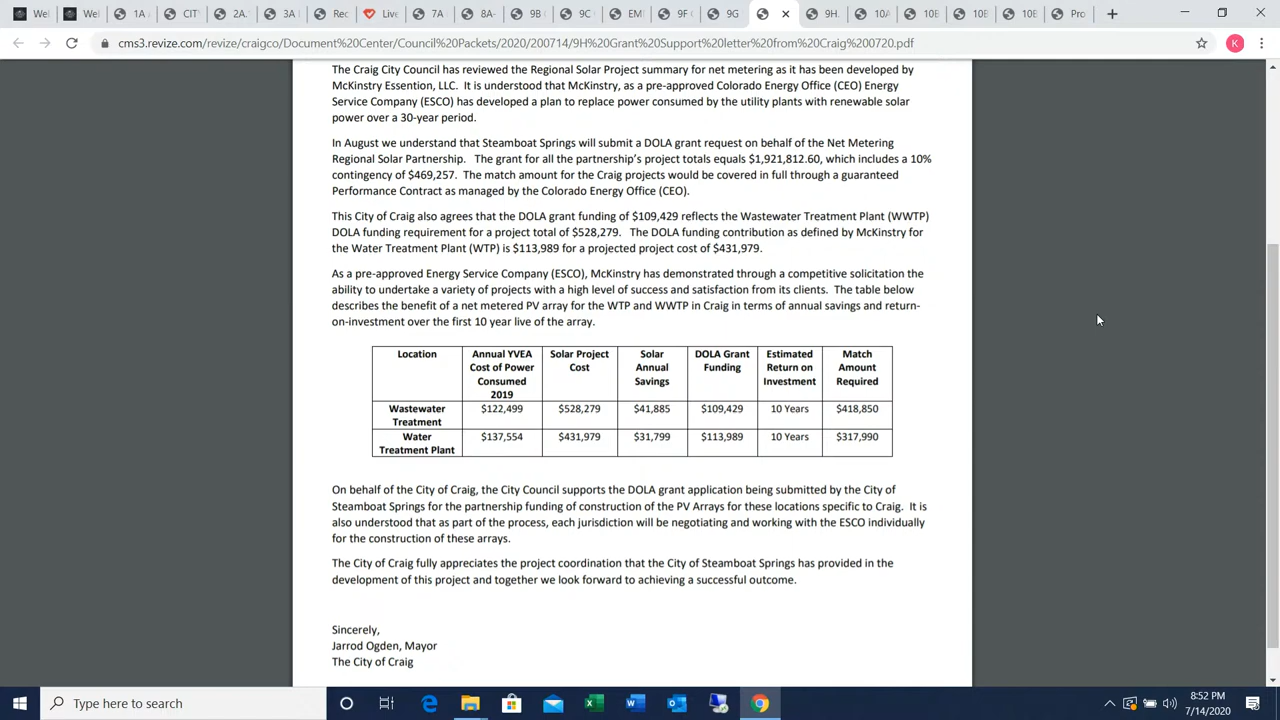 Wel
Wel
1A A
CIT
2A.
3A I
Rec
Live
7A
8A
9B
9C
EMI
9F
9G
9H.
10A
10B
10B
10B
Pro
cms3.revize.com/revize/craigco/Document%20Center/Council%20Packets/2020/200714/9H%20Grant%20Support%20letter%20from%20Craig%200720.pdf
K
The Craig City Council has reviewed the Regional Solar Project summary for net metering as it has been developed by
McKinstry Essention, LLC. It is understood that McKinstry, as a pre-approved Colorado Energy Office (CEO) Energy
Service Company (ESCO) has developed a plan to replace power consumed by the utility plants with renewable solar
power over a 30-year period.
In August we understand that Steamboat Springs will submit a DOLA grant request on behalf of the Net Metering
Regional Solar Partnership. The grant for all the partnership's project totals equals $1,921,812.60, which includes a 10%
contingency of $469,257. The match amount for the Craig projects would be covered in full through a guaranteed
Performance Contract as managed by the Colorado Energy Office (CEO).
This City of Craig also agrees that the DOLA grant funding of $109,429 reflects the Wastewater Treatment Plant (WWTP)
DOLA funding requirement for a project total of $528,279. The DOLA funding contribution as defined by McKinstry for
the Water Treatment Plant (WTP) is $113,989 for a projected project cost of $431,979.
As a pre-approved Energy Service Company (ESCO), McKinstry has demonstrated through a competitive solicitation the
ability to undertake a variety of projects with a high level of success and satisfaction from its clients. The table below
describes the benefit of a net metered PV array for the WTP and WWTP in Craig in terms of annual savings and return-
on-investment over the first 10 year live of the array.
Location
Annual YVEA
Cost of Power
Consumed
2019
Solar Project
Cost
Solar
Annual
Savings
DOLA Grant
Funding
Estimated
Return on
Investment
Match
Amount
Required
Wastewater
Treatment
$122,499
$528,279
$41,885
$109,429
10 Years
$418,850
Water
Treatment Plant
$137,554
$431,979
$31,799
$113,989
10 Years
$317,990
On behalf of the City of Craig, the City Council supports the DOLA grant application being submitted by the City of
Steamboat Springs for the partnership funding of construction of the PV Arrays for these locations specific to Craig. It is
also understood that as part of the process, each jurisdiction will be negotiating and working with the ESCO individually
for the construction of these arrays.
The City of Craig fully appreciates the project coordination that the City of Steamboat Springs has provided in the
development of this project and together we look forward to achieving a successful outcome.
Sincerely,
Jarrod Ogden, Mayor
The City of Craig
Type here to search
8:52 PM
7/14/2020